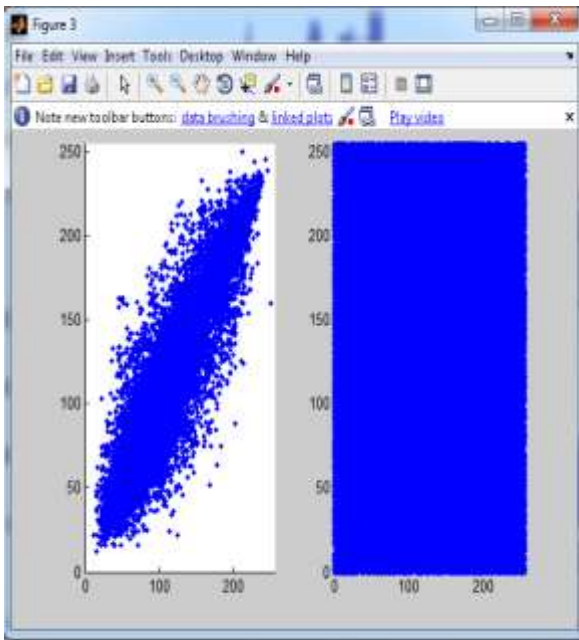 Figure 3
File Edit View Insert Tools Desktop Window Help
Note new toolbar buttons: data brushing & linked plots Play video
250
200
150
100
50
0
0 100 200
250
200
150
100
50
0
0 100 200